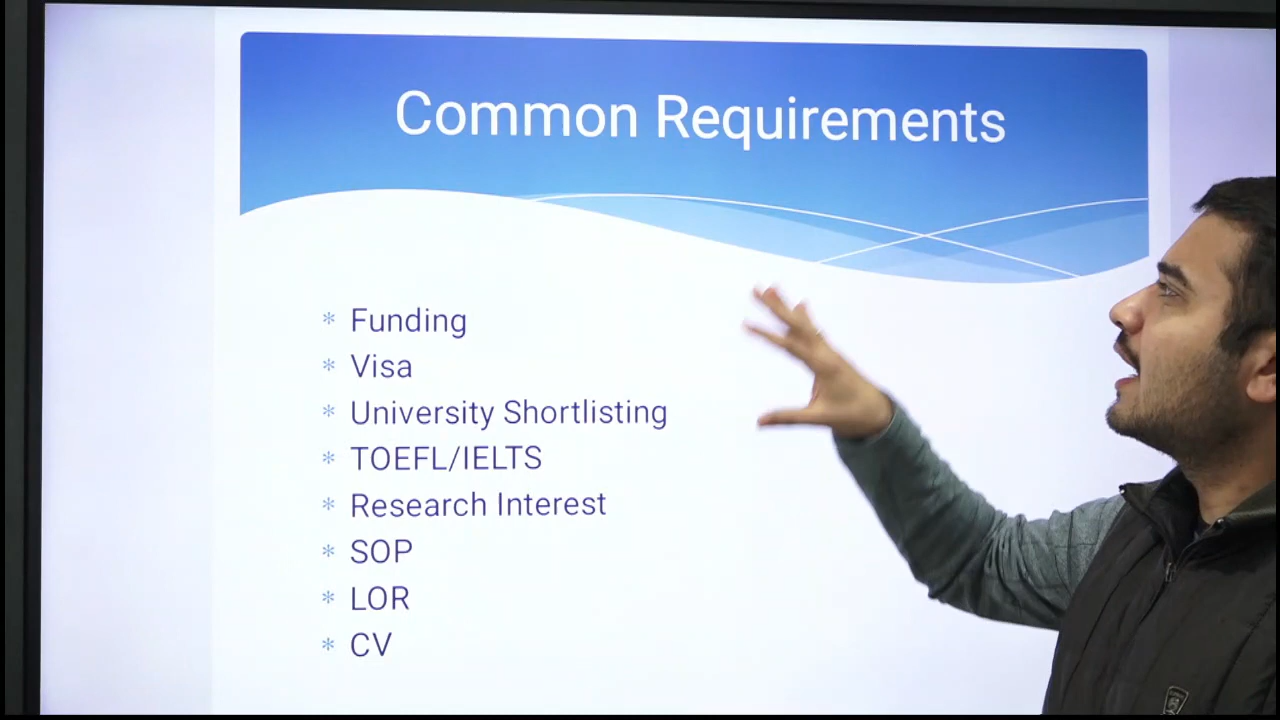 Common Requirements
* Funding
* Visa
* University Shortlisting
* TOEFL/IELTS
* Research Interest
* SOP
* LOR
* CV